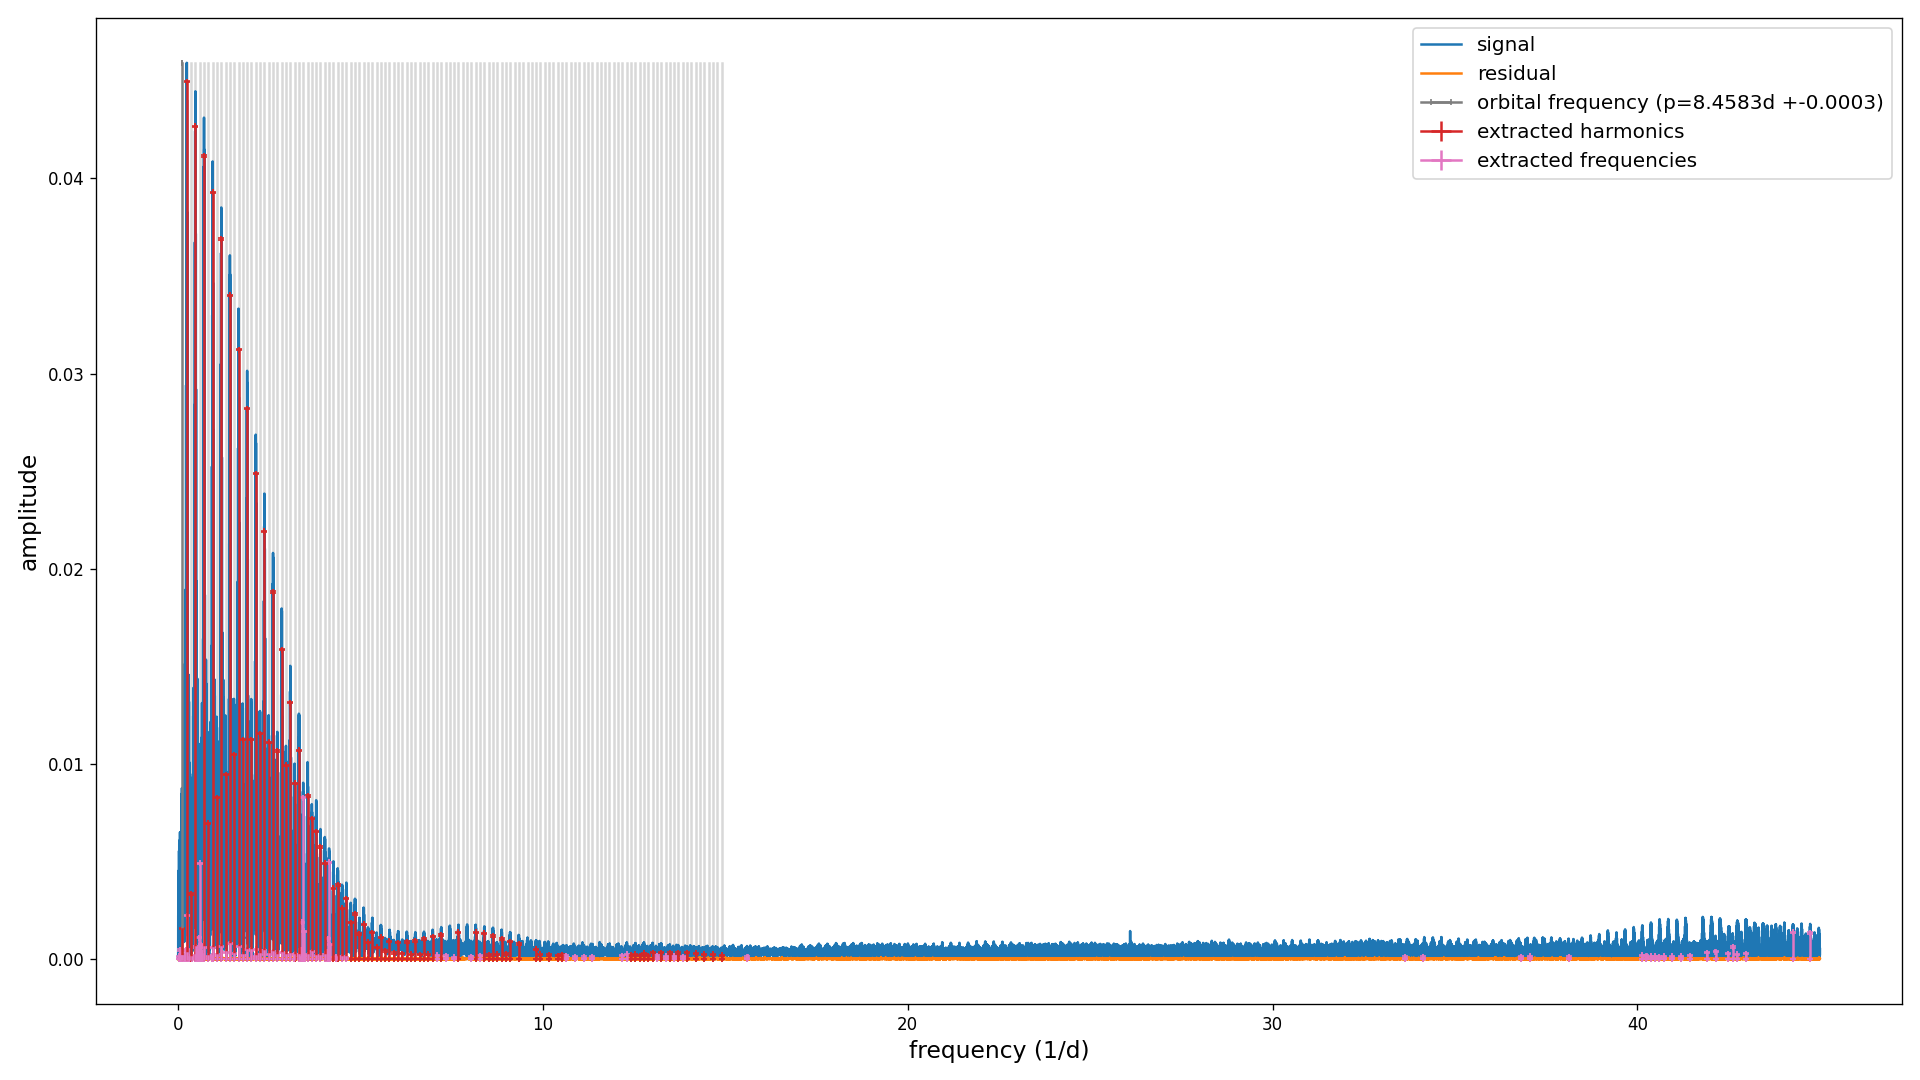 signal
residual
orbital frequency (p=8.4583d +-0.0003)
extracted harmonics
extracted frequencies
amplitude
0.04
0.03
0.02
0.01
0.00
0
10
20
30
40
frequency (1/d)